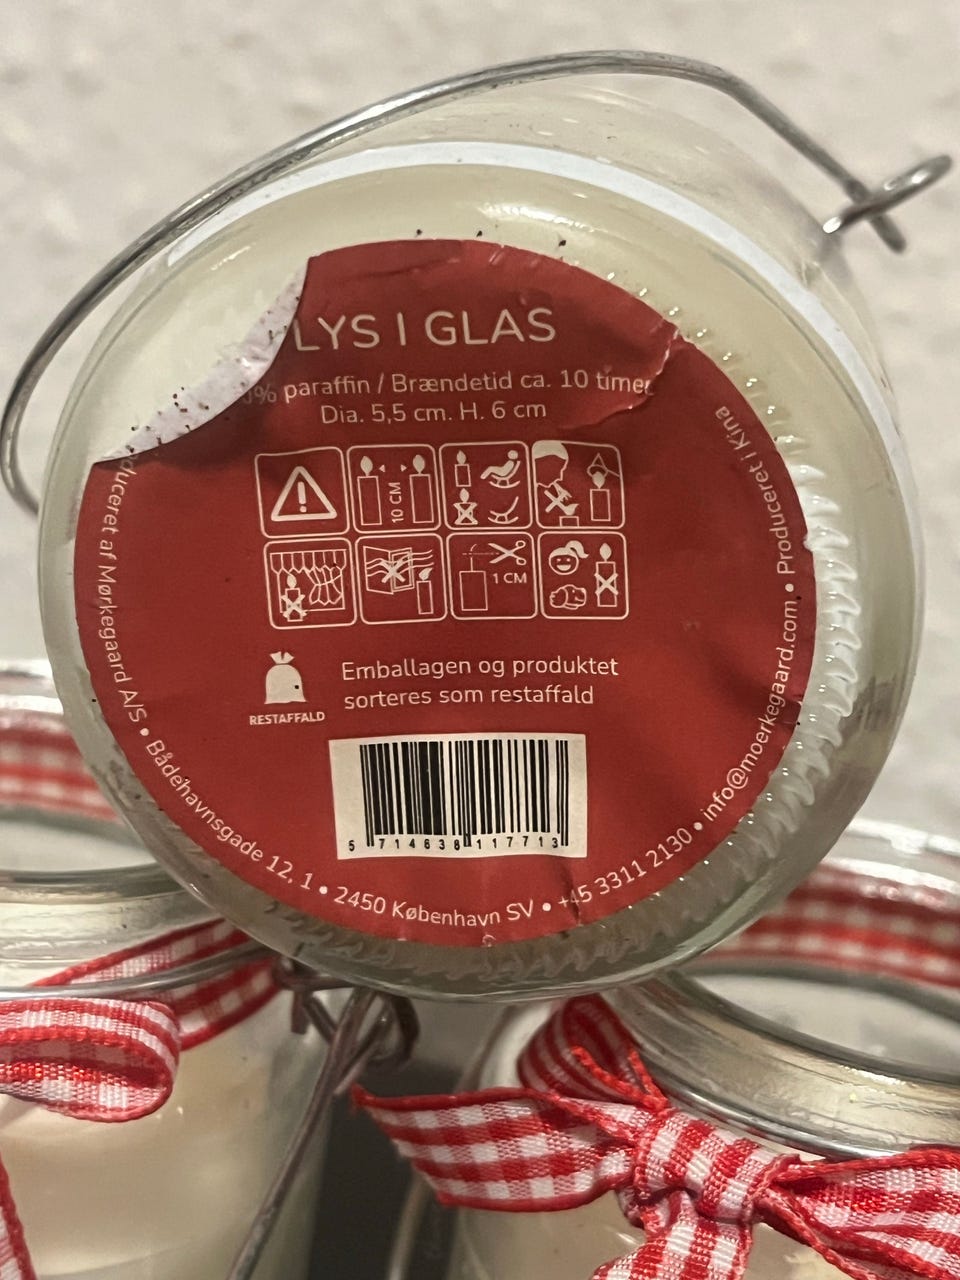 LYS I GLAS
% paraffin / Brændetid ca. 10 timer
Dia. 5,5 cm. H. 6 cm
10 CM
1 CM
Emballagen og produktet
sorteres som restaffald
RESTAFFALD
5 714638 117713
duceret af Mørkegaard A/S • Bådehavnsgade 12, 1 • 2450 København SV • +45 3311 2130 • info@moerkegaard.com • Produceret i Kina